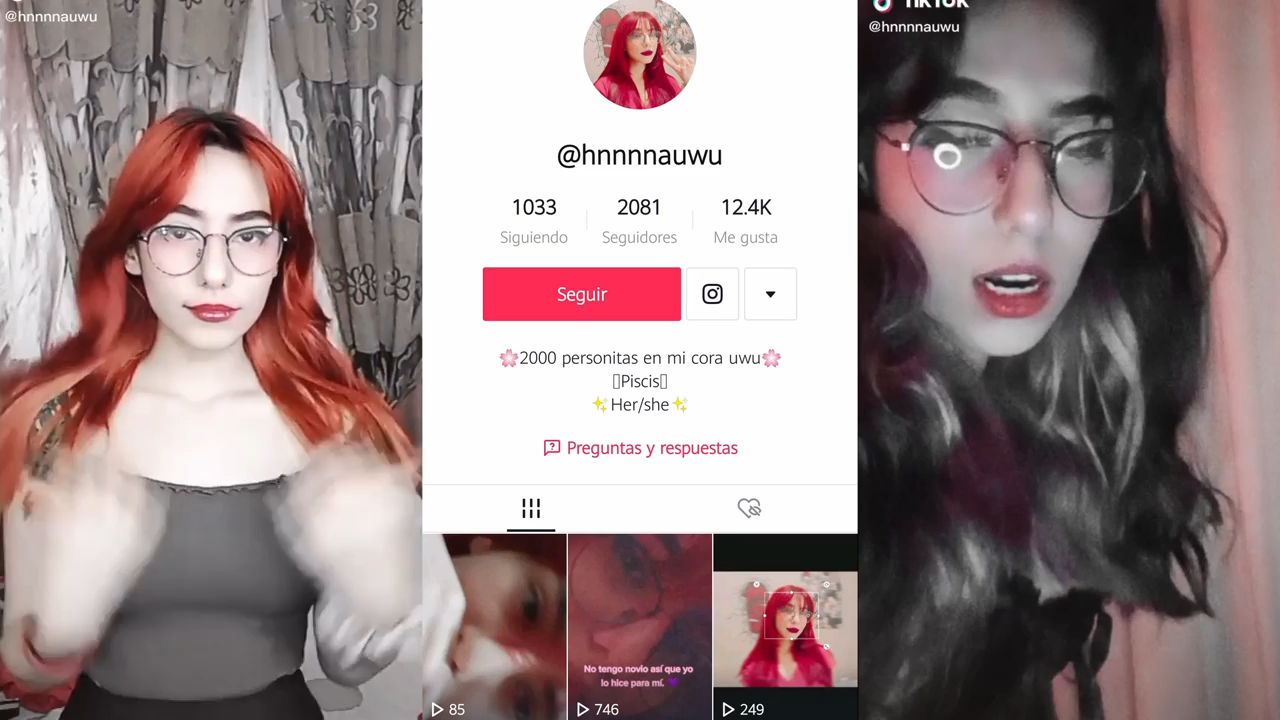 @hnnnnauwu
@hnnnnauwu
1033
2081
12.4K
Siguiendo
Seguidores
Me gusta
Seguir
🌸2000 personitas en mi cora uwu🌸
▯Piscis▯
✨Her/she✨
Preguntas y respuestas
No tengo novio así que yo
lo hice para mí. 💜
85
746
249
TikTok
@hnnnnauwu